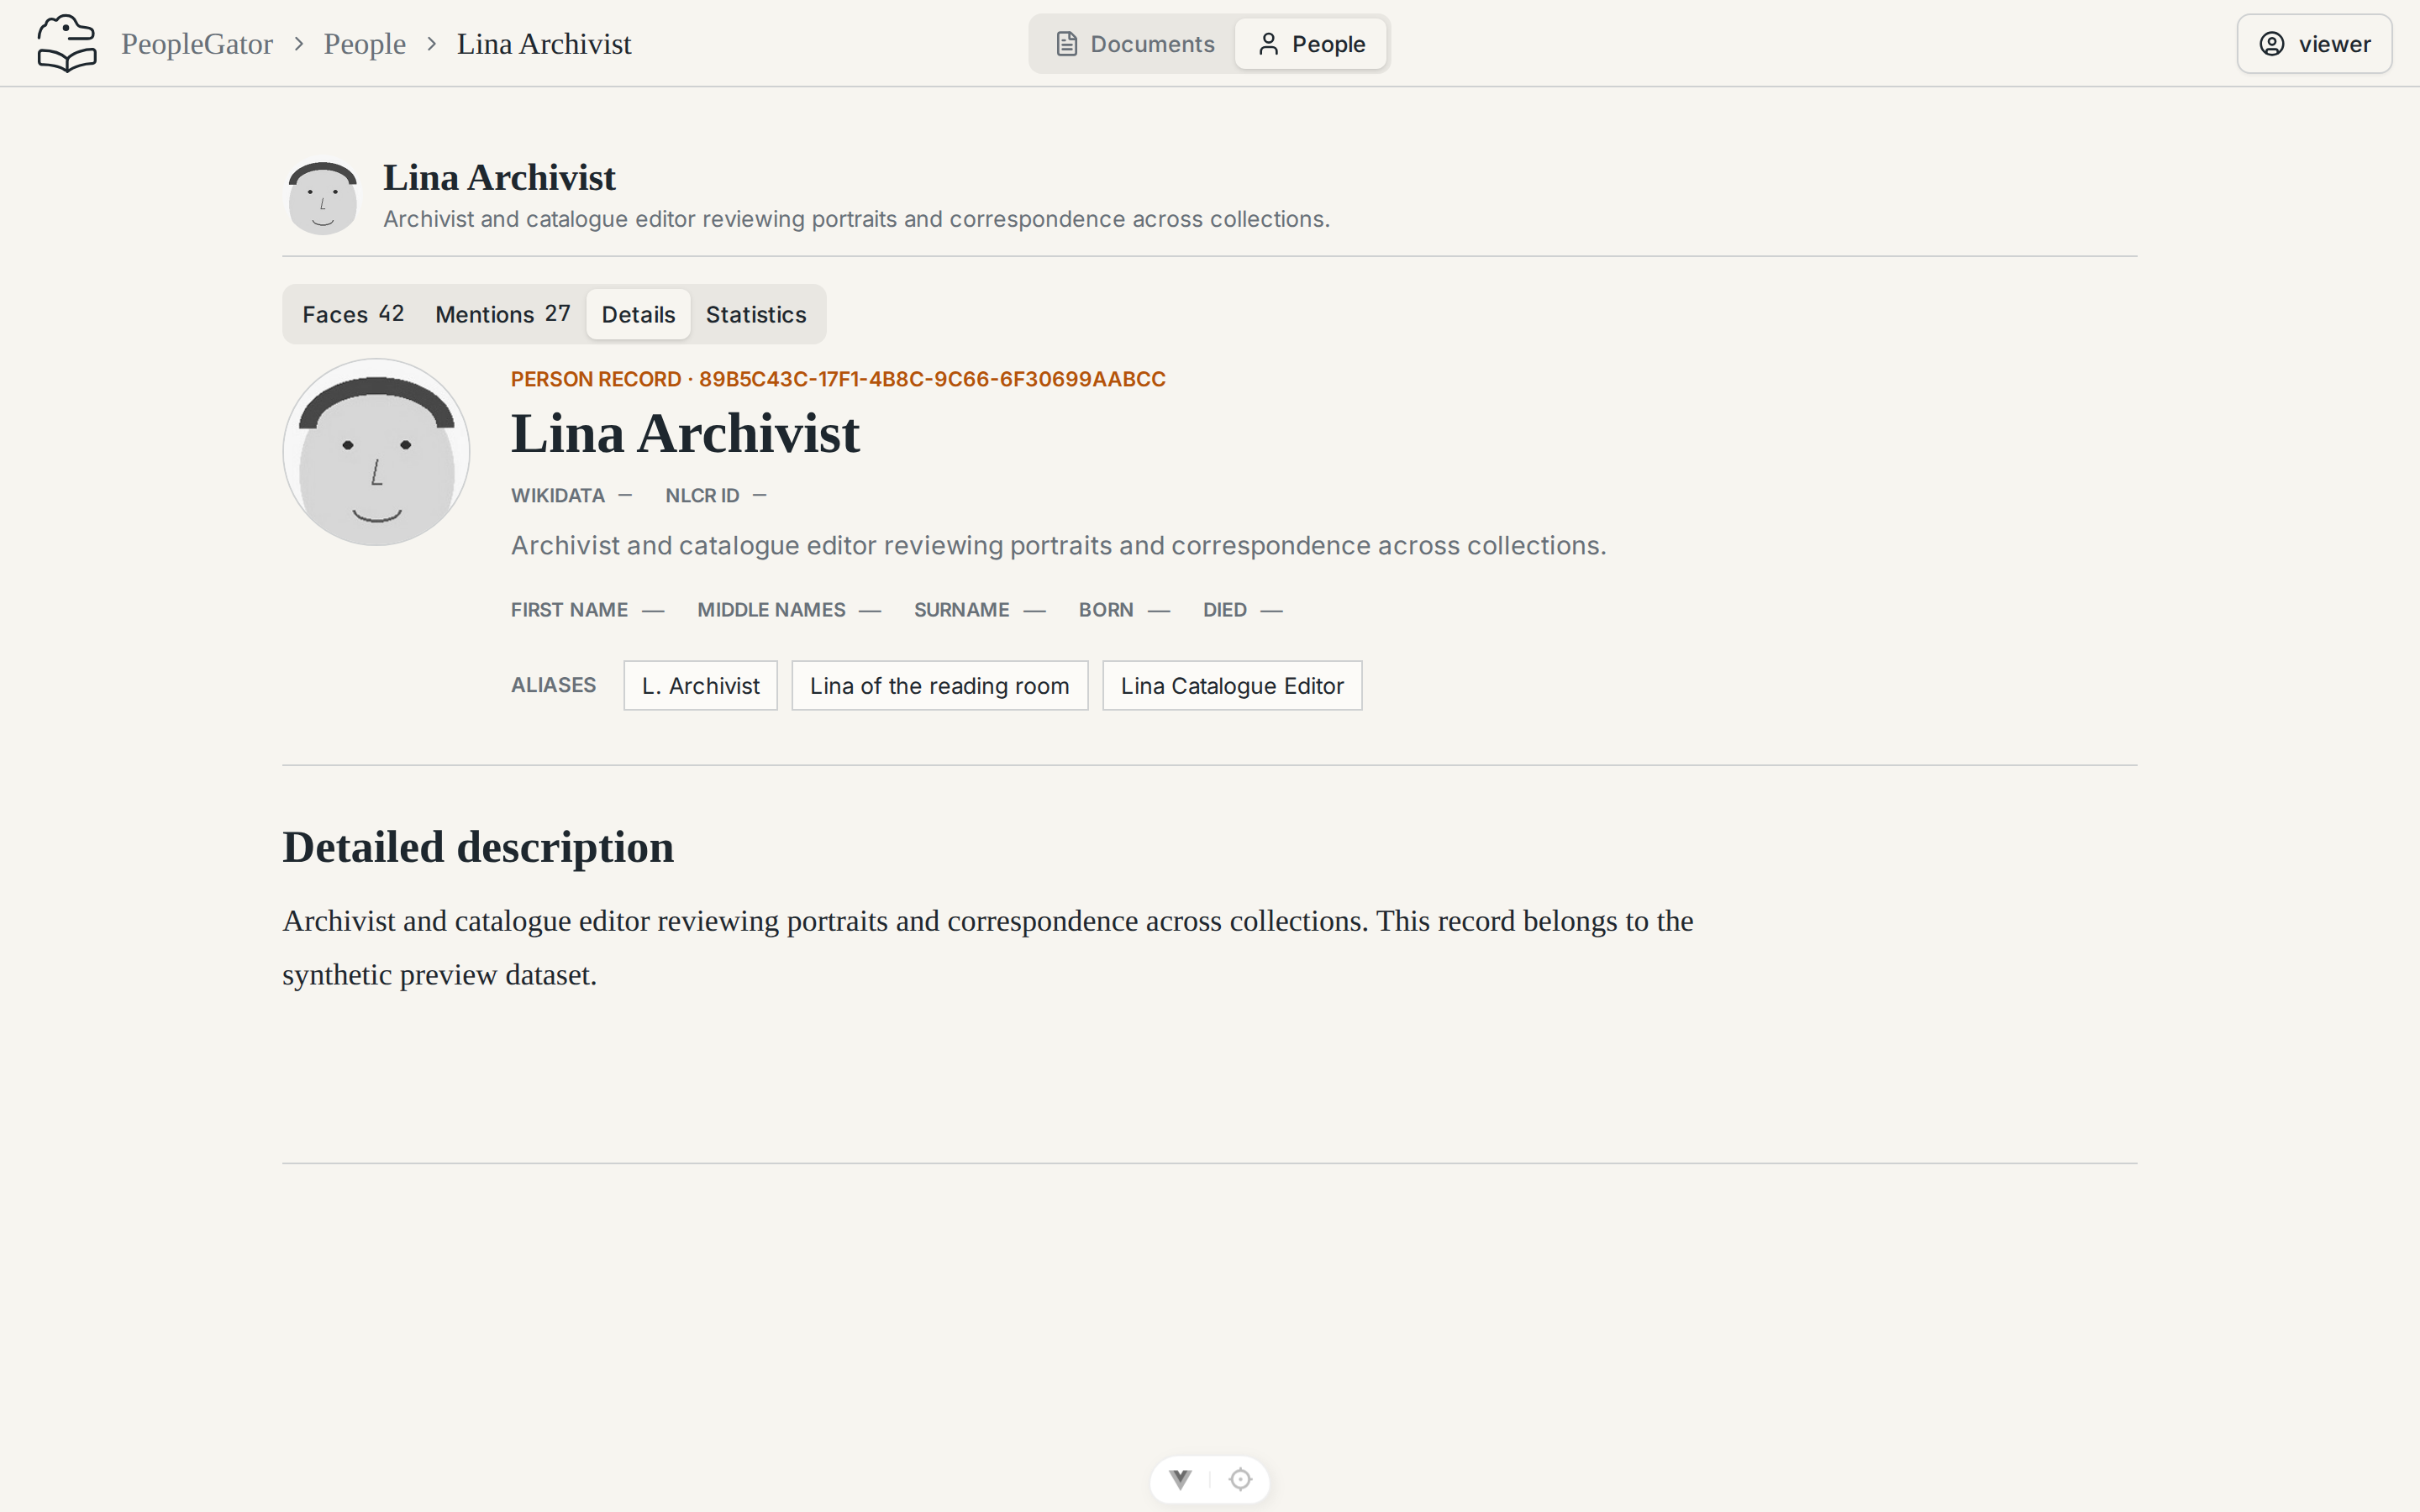 PeopleGator > People > Lina Archivist
Documents People
viewer
Lina Archivist
Archivist and catalogue editor reviewing portraits and correspondence across collections.
Faces 42 Mentions 27 Details Statistics
PERSON RECORD · 89B5C43C-17F1-4B8C-9C66-6F30699AABCC
Lina Archivist
WIKIDATA — NLCR ID —
Archivist and catalogue editor reviewing portraits and correspondence across collections.
FIRST NAME — MIDDLE NAMES — SURNAME — BORN — DIED —
ALIASES L. Archivist Lina of the reading room Lina Catalogue Editor
Detailed description
Archivist and catalogue editor reviewing portraits and correspondence across collections. This record belongs to the
synthetic preview dataset.